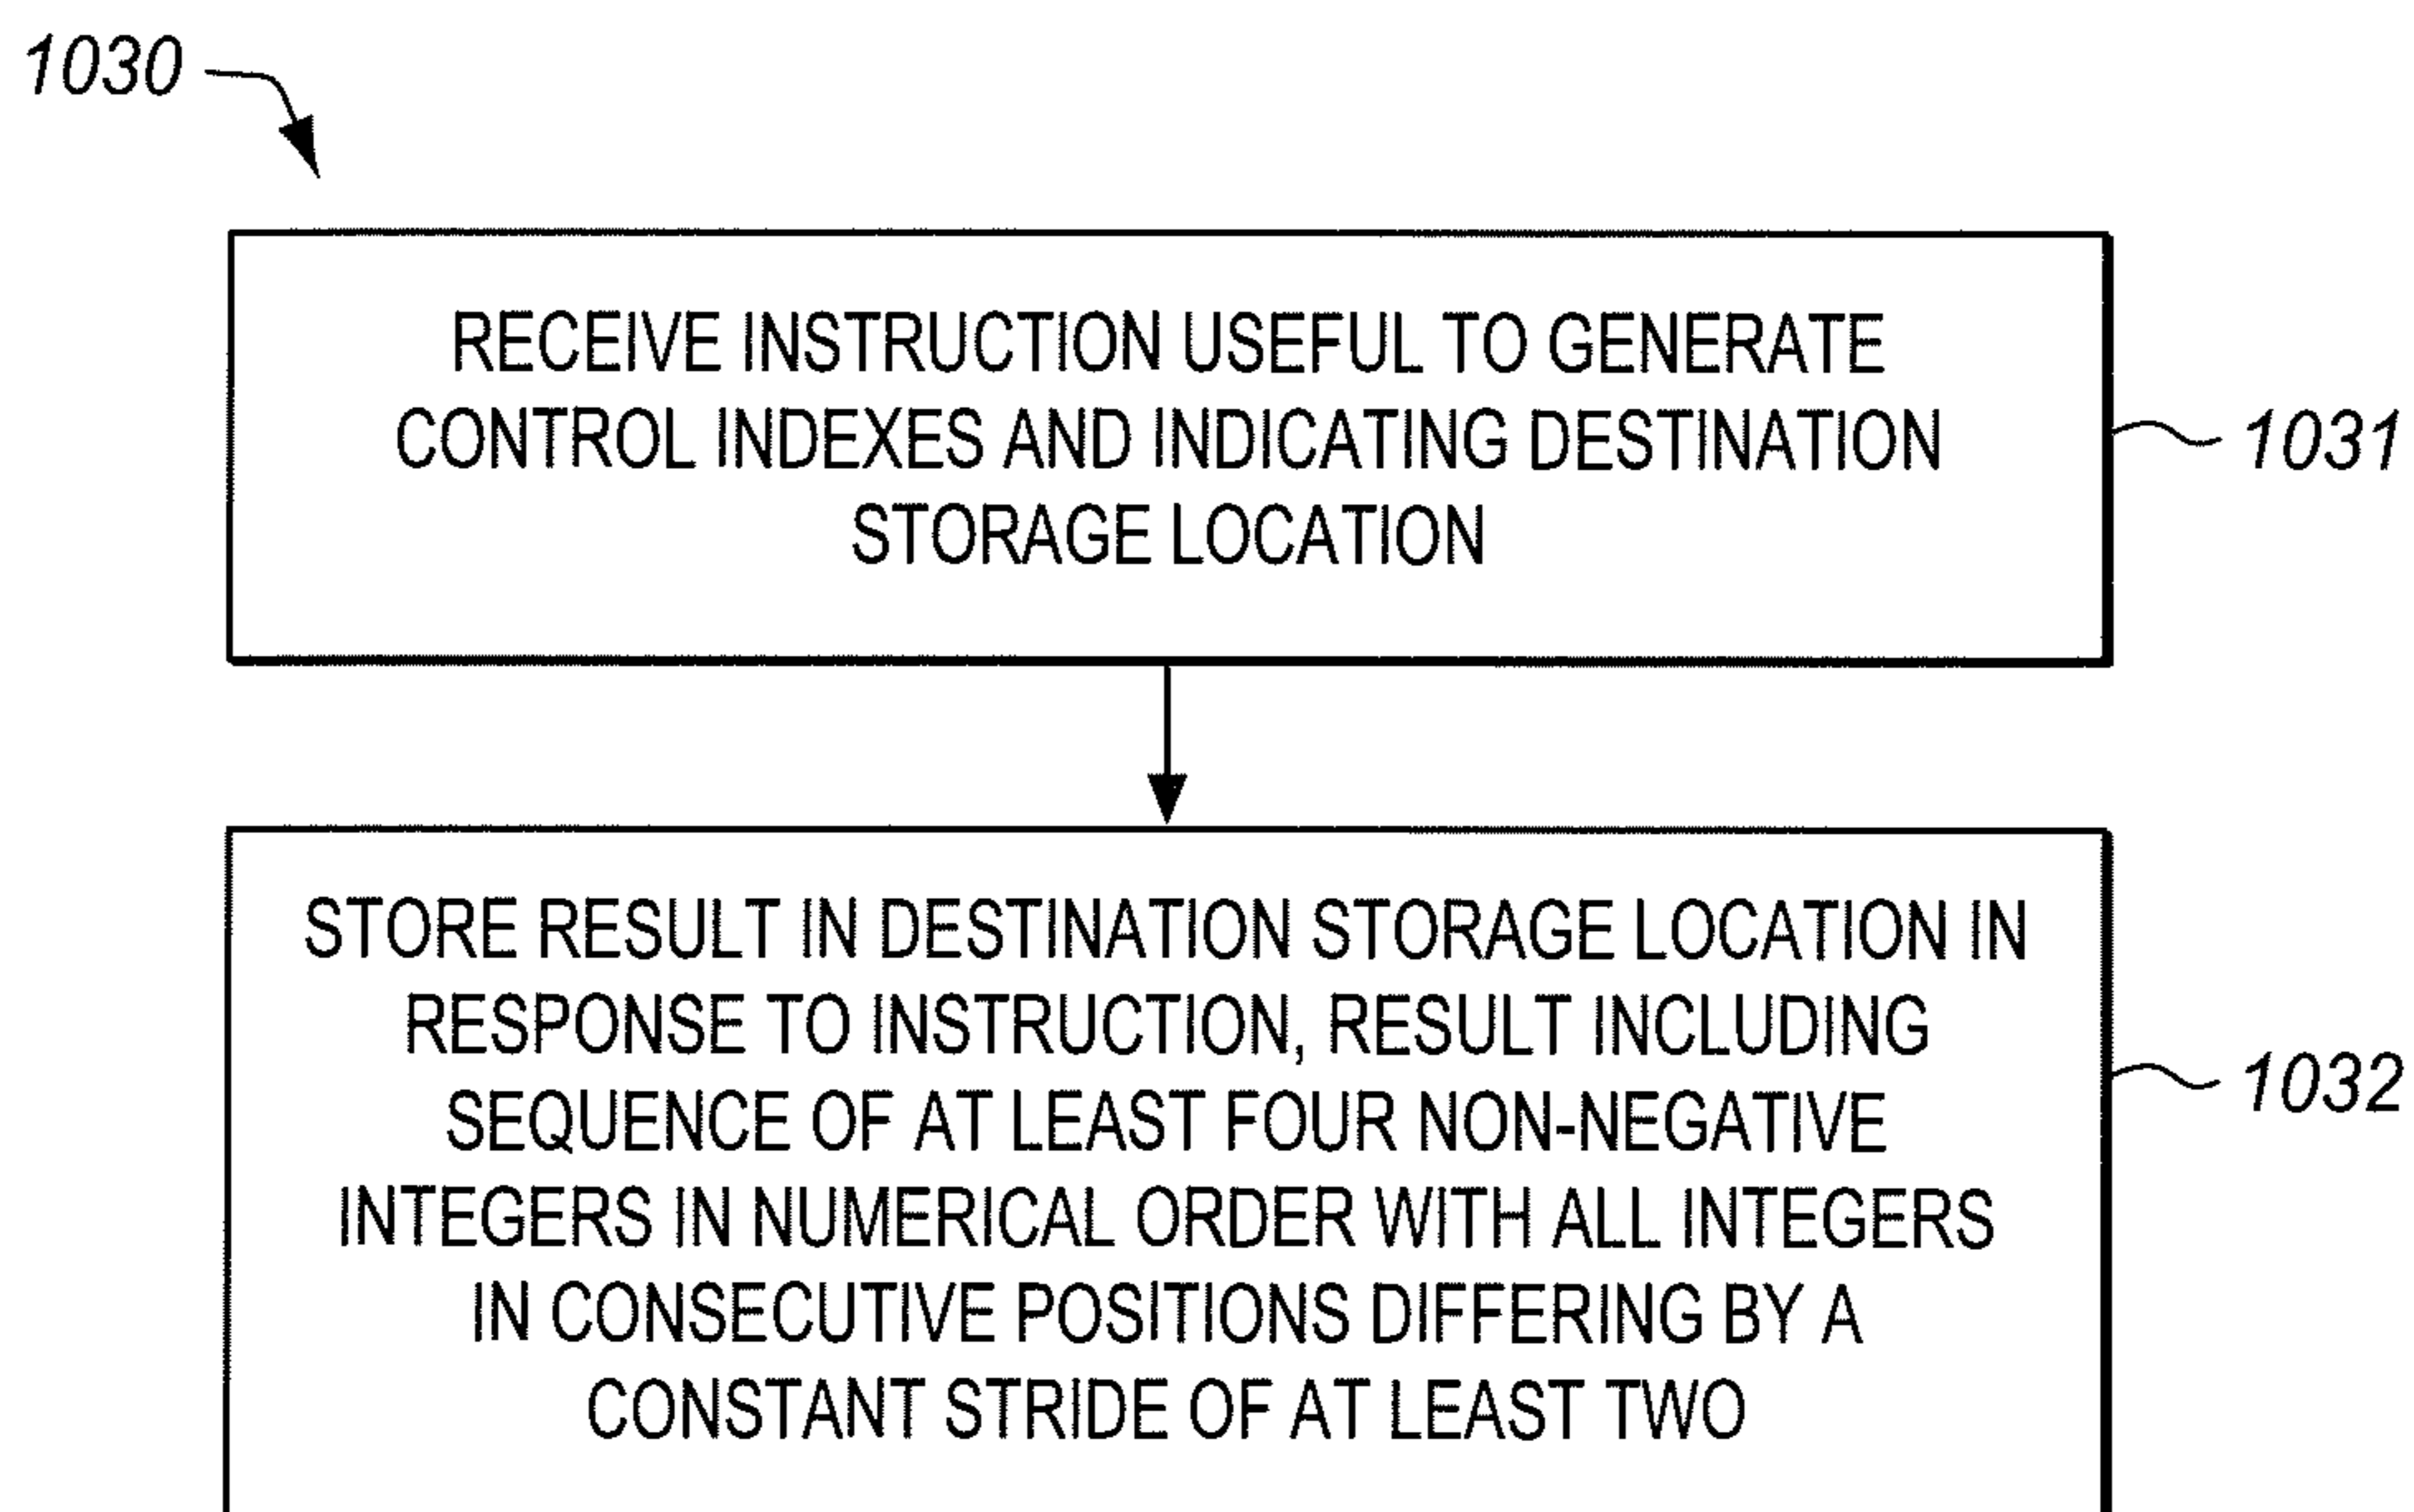 1030
RECEIVE INSTRUCTION USEFUL TO GENERATE
CONTROL INDEXES AND INDICATING DESTINATION
STORAGE LOCATION
1031
STORE RESULT IN DESTINATION STORAGE LOCATION IN
RESPONSE TO INSTRUCTION, RESULT INCLUDING
SEQUENCE OF AT LEAST FOUR NON-NEGATIVE
INTEGERS IN NUMERICAL ORDER WITH ALL INTEGERS
IN CONSECUTIVE POSITIONS DIFFERING BY A
CONSTANT STRIDE OF AT LEAST TWO
1032